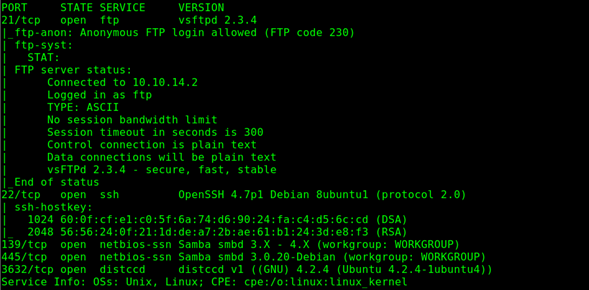 PORT     STATE SERVICE     VERSION
21/tcp   open  ftp         vsftpd 2.3.4
|_ftp-anon: Anonymous FTP login allowed (FTP code 230)
| ftp-syst:
|   STAT:
| FTP server status:
|      Connected to 10.10.14.2
|      Logged in as ftp
|      TYPE: ASCII
|      No session bandwidth limit
|      Session timeout in seconds is 300
|      Control connection is plain text
|      Data connections will be plain text
|      vsFTPd 2.3.4 - secure, fast, stable
|_End of status
22/tcp   open  ssh         OpenSSH 4.7p1 Debian 8ubuntu1 (protocol 2.0)
| ssh-hostkey:
|   1024 60:0f:cf:e1:c0:5f:6a:74:d6:90:24:fa:c4:d5:6c:cd (DSA)
|_  2048 56:56:24:0f:21:1d:de:a7:2b:ae:61:b1:24:3d:e8:f3 (RSA)
139/tcp  open  netbios-ssn Samba smbd 3.X - 4.X (workgroup: WORKGROUP)
445/tcp  open  netbios-ssn Samba smbd 3.0.20-Debian (workgroup: WORKGROUP)
3632/tcp open  distccd     distccd v1 ((GNU) 4.2.4 (Ubuntu 4.2.4-1ubuntu4))
Service Info: OSs: Unix, Linux; CPE: cpe:/o:linux:linux_kernel